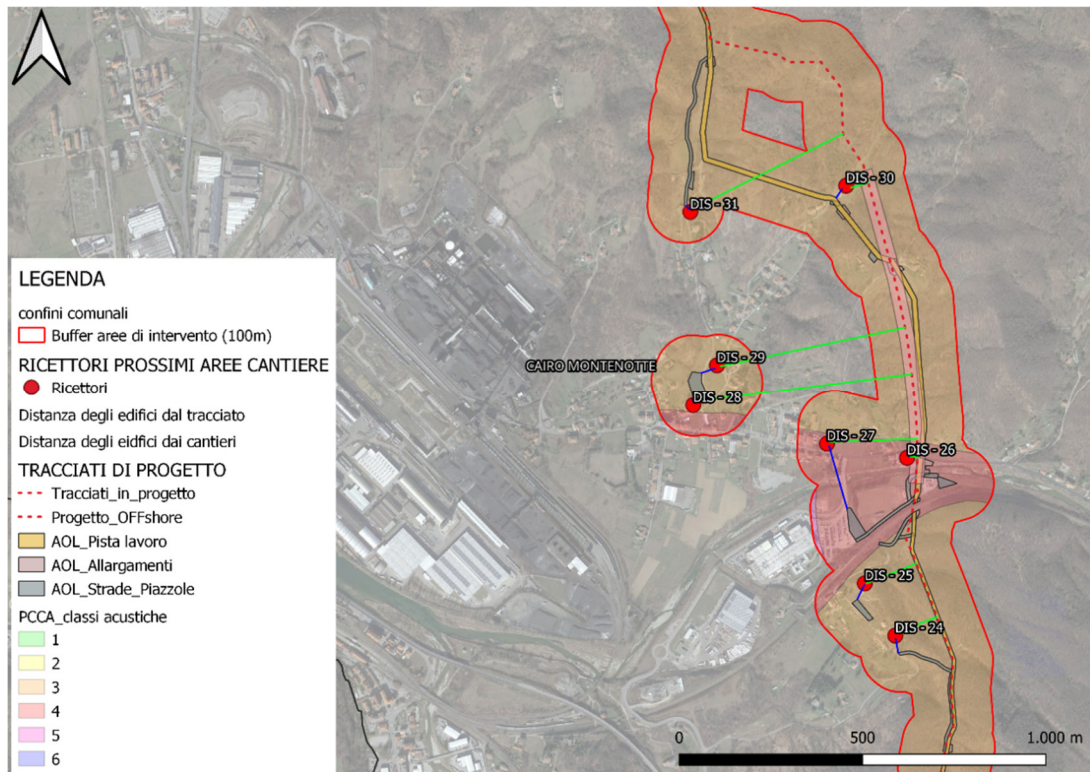 DIS - 30
DIS - 31
DIS - 29
CAIRO MONTENOTTE
DIS - 28
DIS - 27
DIS - 26
DIS - 25
DIS - 24
LEGENDA
confini comunali
Buffer aree di intervento (100m)
RICETTORI PROSSIMI AREE CANTIERE
Ricettori
Distanza degli edifici dal tracciato
Distanza degli eidfici dai cantieri
TRACCIATI DI PROGETTO
Tracciati_in_progetto
Progetto_OFFshore
AOL_Pista lavoro
AOL_Allargamenti
AOL_Strade_Piazzole
PCCA_classi acustiche
1
2
3
4
5
6
0 500 1.000 m